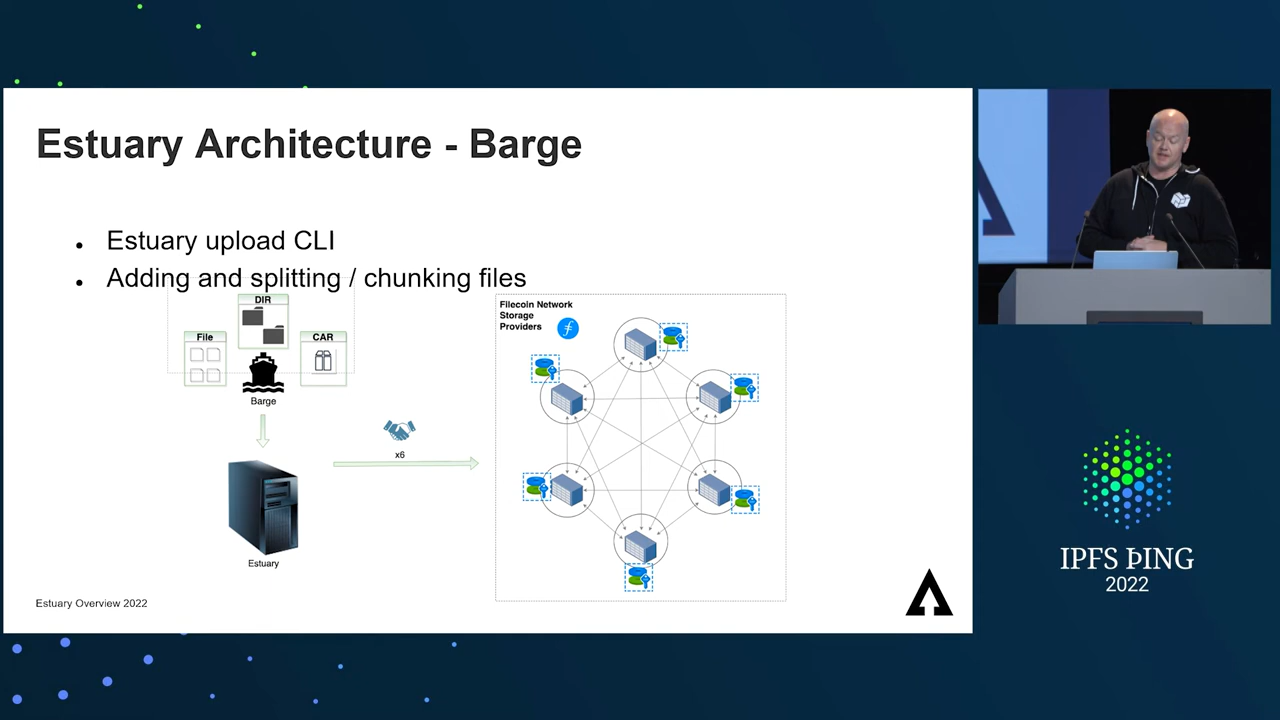 Estuary Architecture - Barge
Estuary upload CLI
Adding and splitting / chunking files
DIR
File
CAR
Barge
x6
Estuary
Filecoin Network
Storage
Providers
Estuary Overview 2022
IPFS ÞING
2022